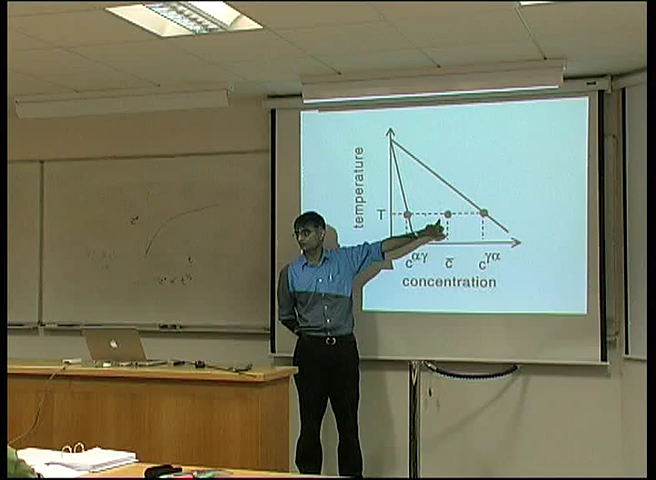 temperature
T
c^αγ c̄ c^γα
concentration